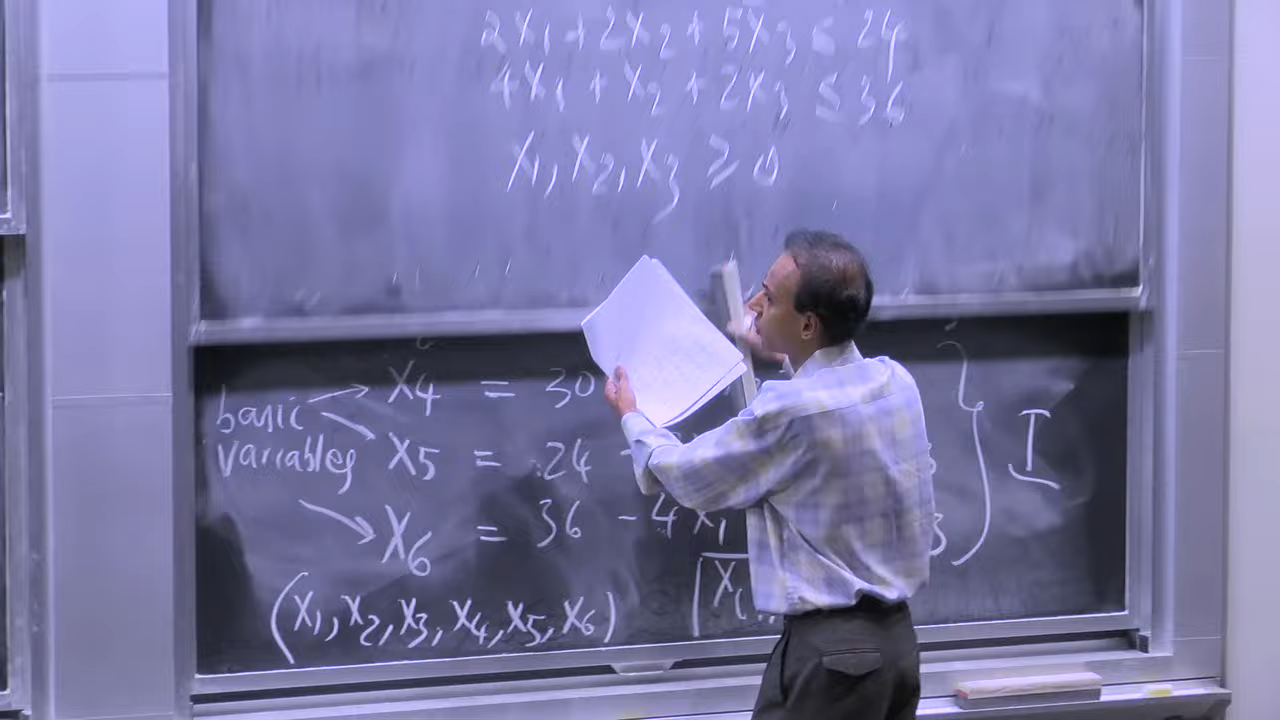 2x₁ + 2x₂ + 5x₃ ≤ 24
4x₁ + x₂ + 2x₃ ≤ 36
x₁, x₂, x₃ ≥ 0
basic variables
x₄ = 30
x₅ = 24 -
x₆ = 36 - 4x₁ 3
I
(x₁, x₂, x₃, x₄, x₅, x₆)